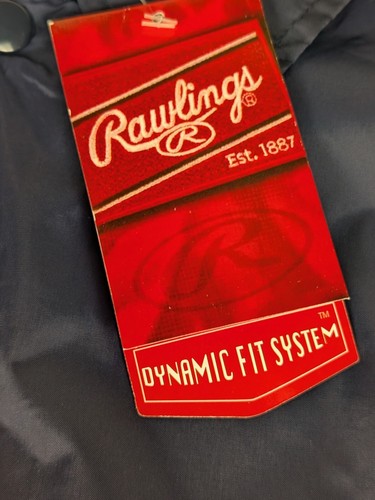 Rawlings®
R
Est. 1887
R
DYNAMIC FIT SYSTEM™